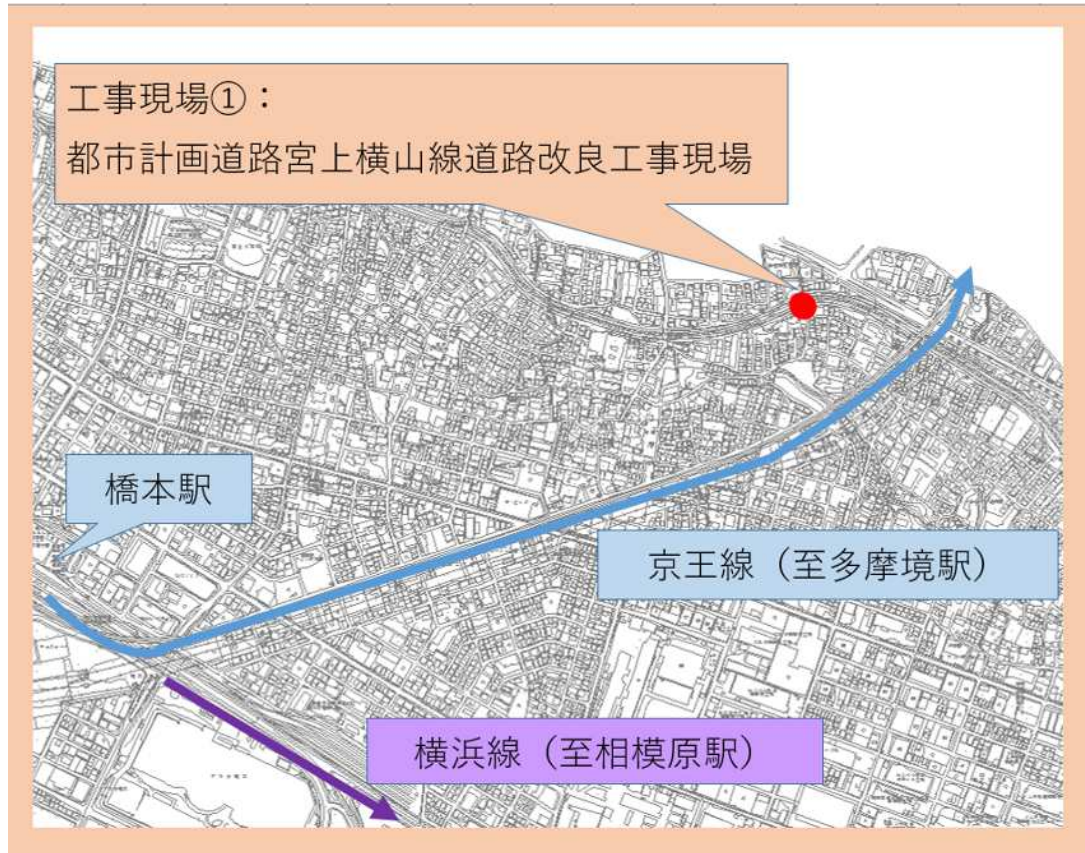 工事現場①：
都市計画道路宮上横山線道路改良工事現場
橋本駅
京王線（至多摩境駅）
横浜線（至相模原駅）